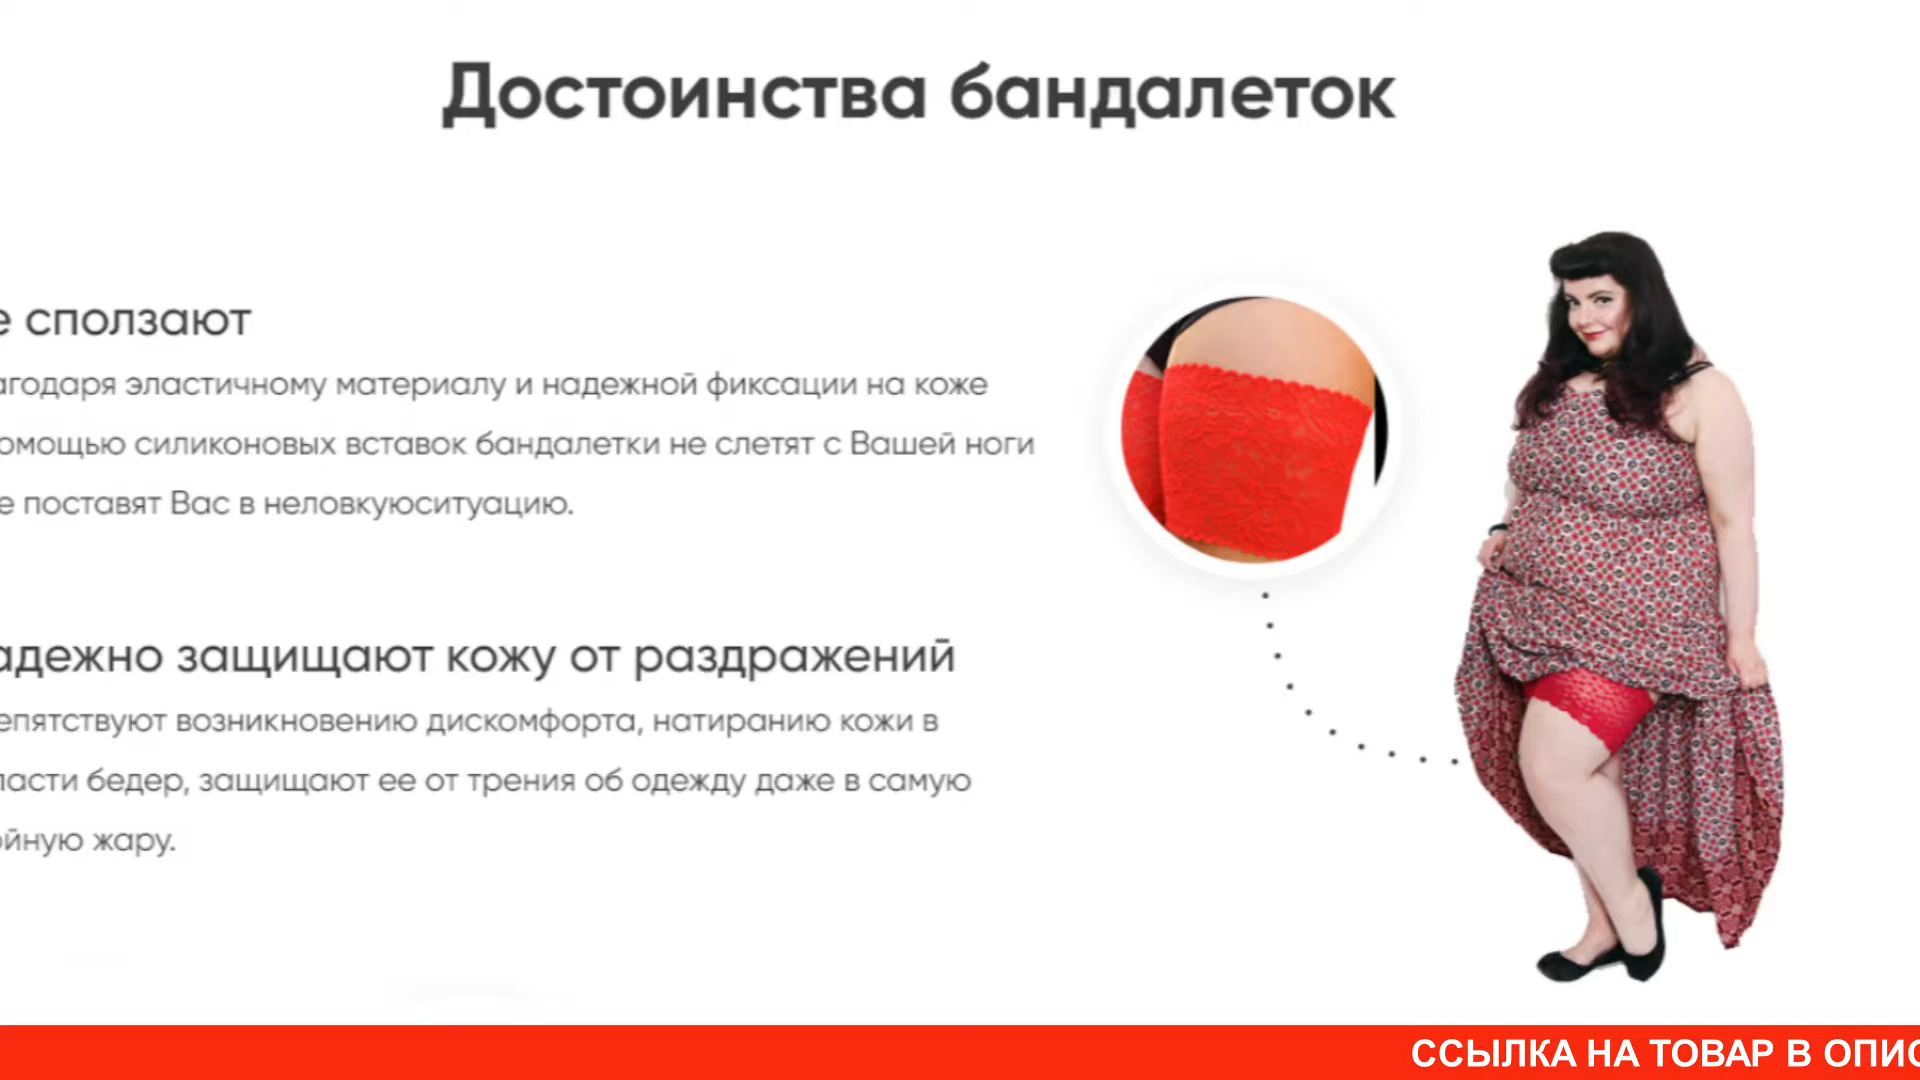 Достоинства бандалеток
е сползают
агодаря эластичному материалу и надежной фиксации на коже
омощью силиконовых вставок бандалетки не слетят с Вашей ноги
е поставят Вас в неловкуюситуацию.
адежно защищают кожу от раздражений
епятствуют возникновению дискомфорта, натиранию кожи в
ласти бедер, защищают ее от трения об одежду даже в самую
ойную жару.
ССЫЛКА НА ТОВАР В ОПИС